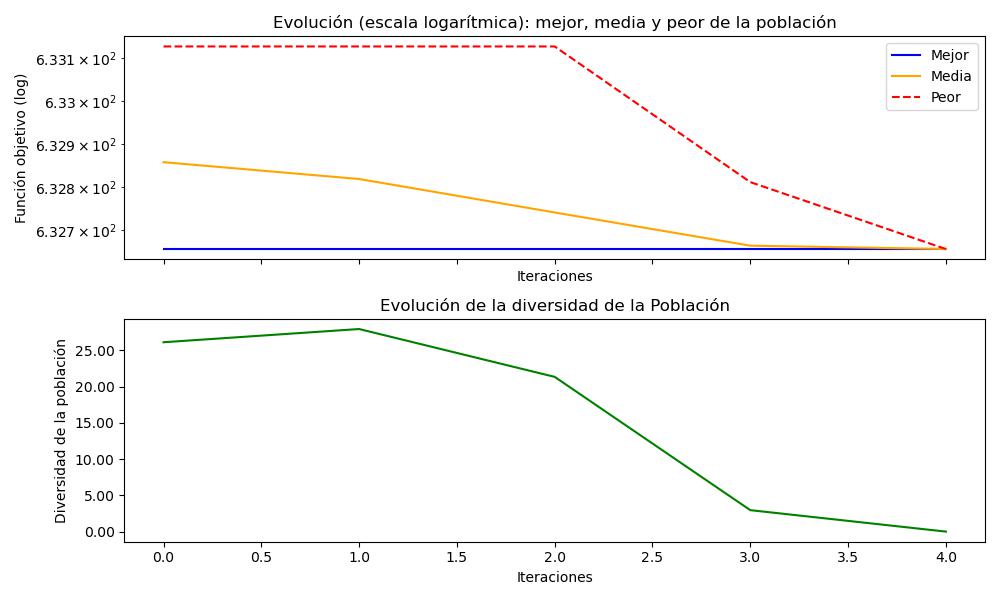 Evolución (escala logarítmica): mejor, media y peor de la población
Función objetivo (log)
6.331 × 10²
6.33 × 10²
6.329 × 10²
6.328 × 10²
6.327 × 10²
Mejor
Media
Peor
Iteraciones
Evolución de la diversidad de la Población
Diversidad de la población
25.00
20.00
15.00
10.00
5.00
0.00
0.0 0.5 1.0 1.5 2.0 2.5 3.0 3.5 4.0
Iteraciones